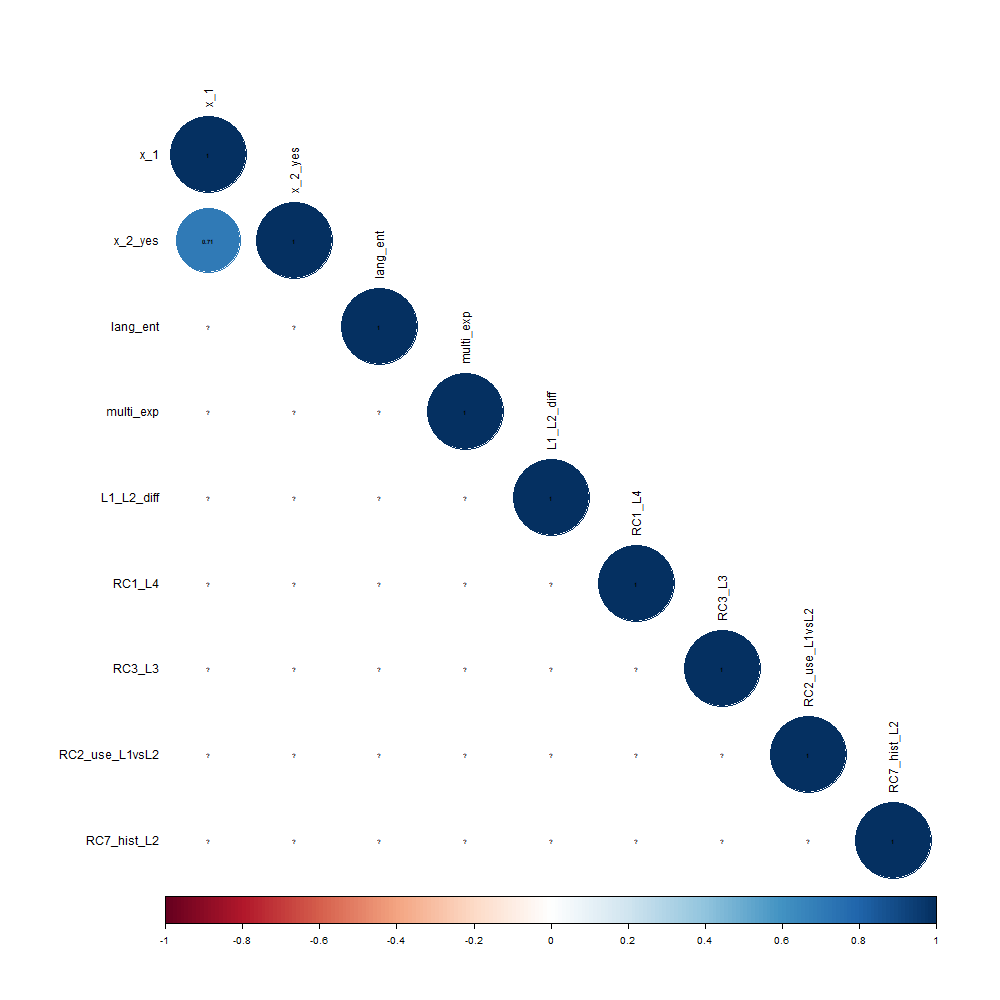 x_1
x_1
x_2_yes
x_2_yes
0.71
lang_ent
lang_ent
? ?
multi_exp
multi_exp
? ? ?
L1_L2_diff
L1_L2_diff
? ? ? ?
RC1_L4
RC1_L4
? ? ? ? ?
RC3_L3
RC3_L3
? ? ? ? ? ?
RC2_use_L1vsL2
RC2_use_L1vsL2
? ? ? ? ? ? ?
RC7_hist_L2
RC7_hist_L2
? ? ? ? ? ? ? ?
-1 -0.8 -0.6 -0.4 -0.2 0 0.2 0.4 0.6 0.8 1